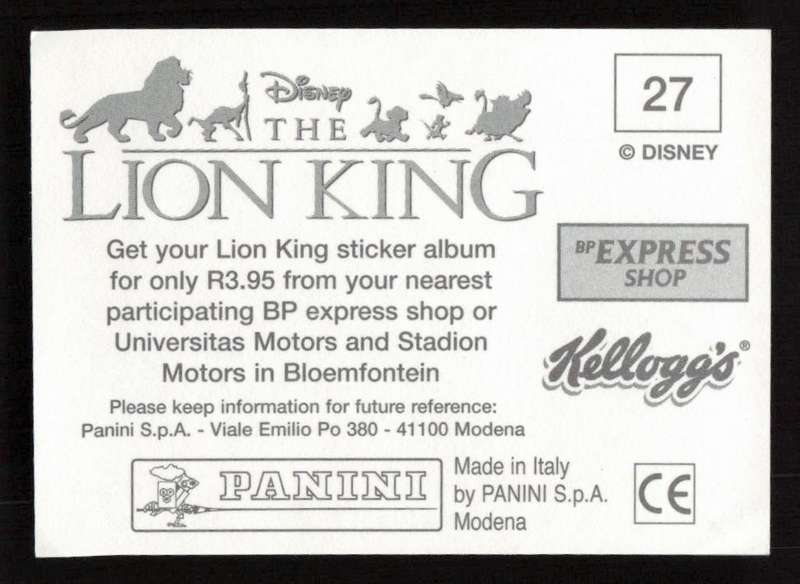 Disney
THE
LION KING
27
© DISNEY
Get your Lion King sticker album
for only R3.95 from your nearest
participating BP express shop or
Universitas Motors and Stadion
Motors in Bloemfontein
BP EXPRESS
SHOP
Kellogg's®
Please keep information for future reference:
Panini S.p.A. - Viale Emilio Po 380 - 41100 Modena
PANINI
Made in Italy
by PANINI S.p.A.
Modena
CE